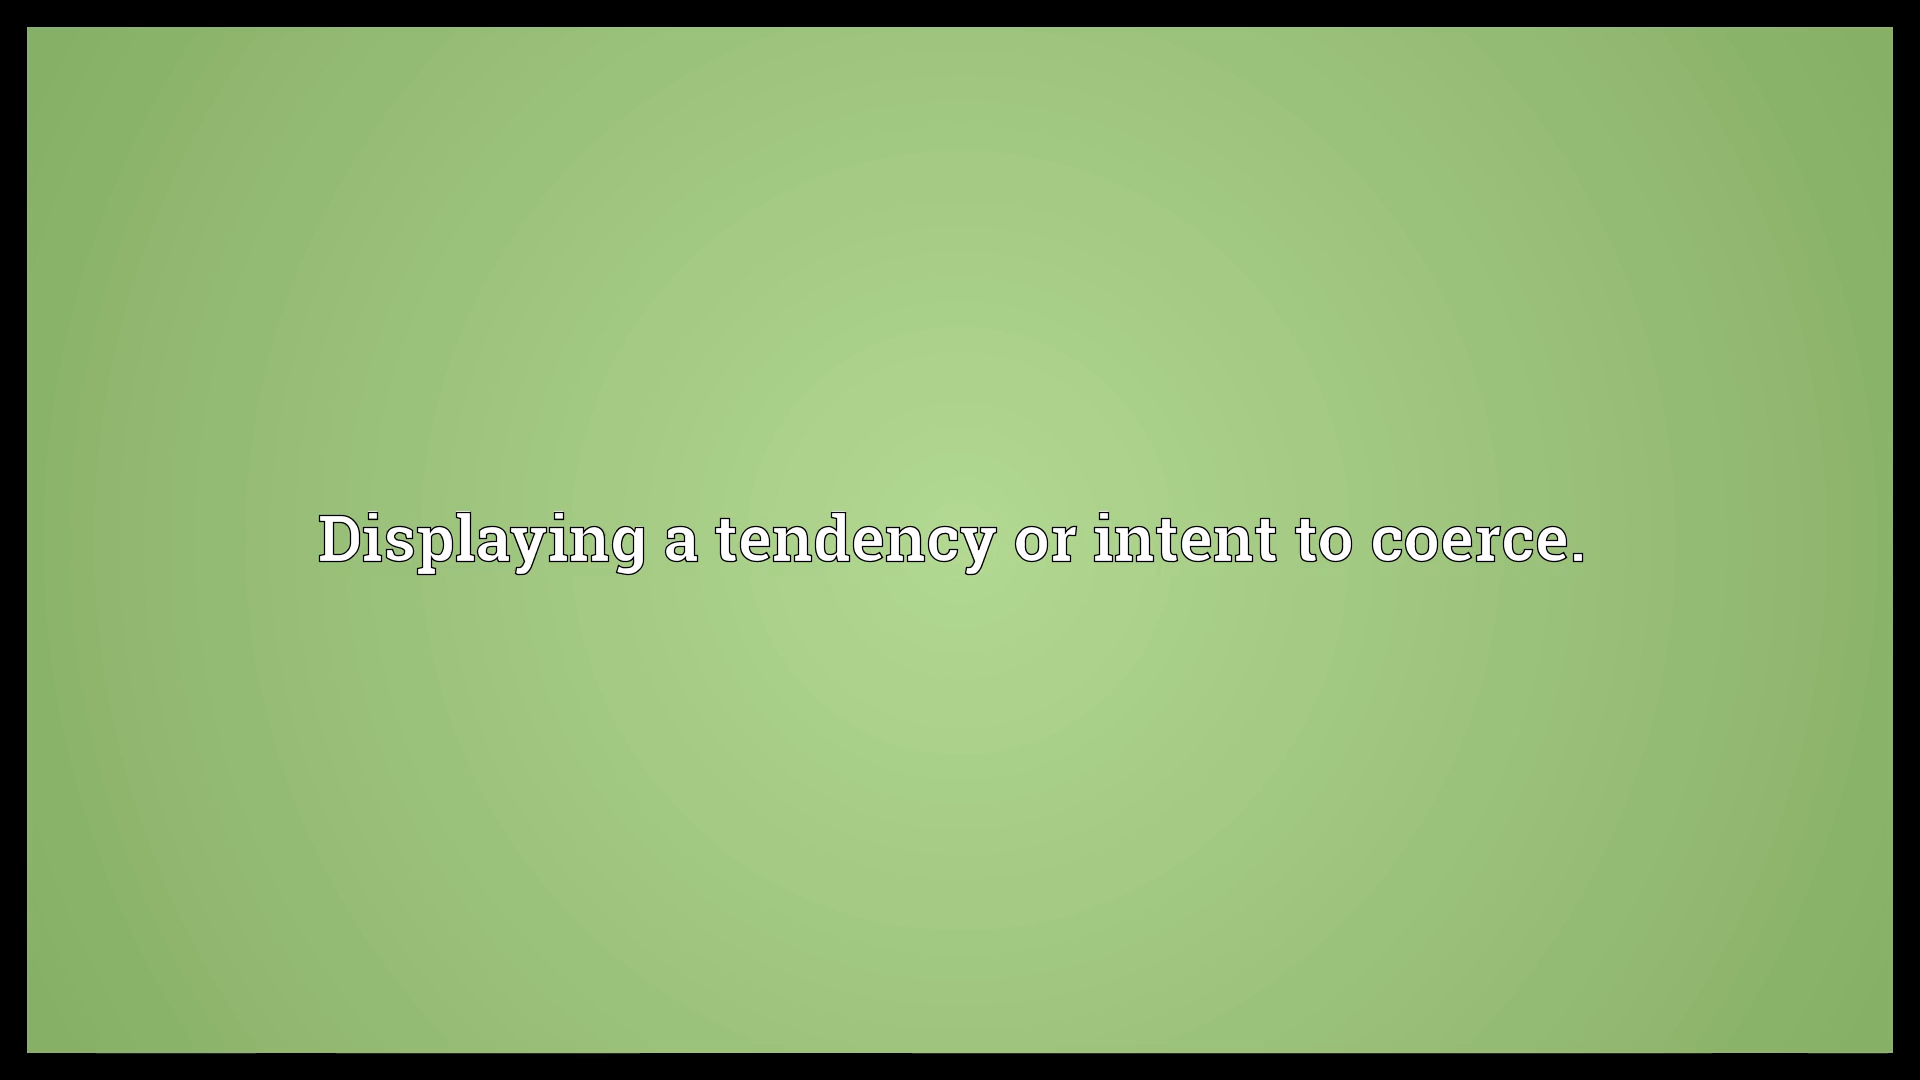 Displaying a tendency or intent to coerce.